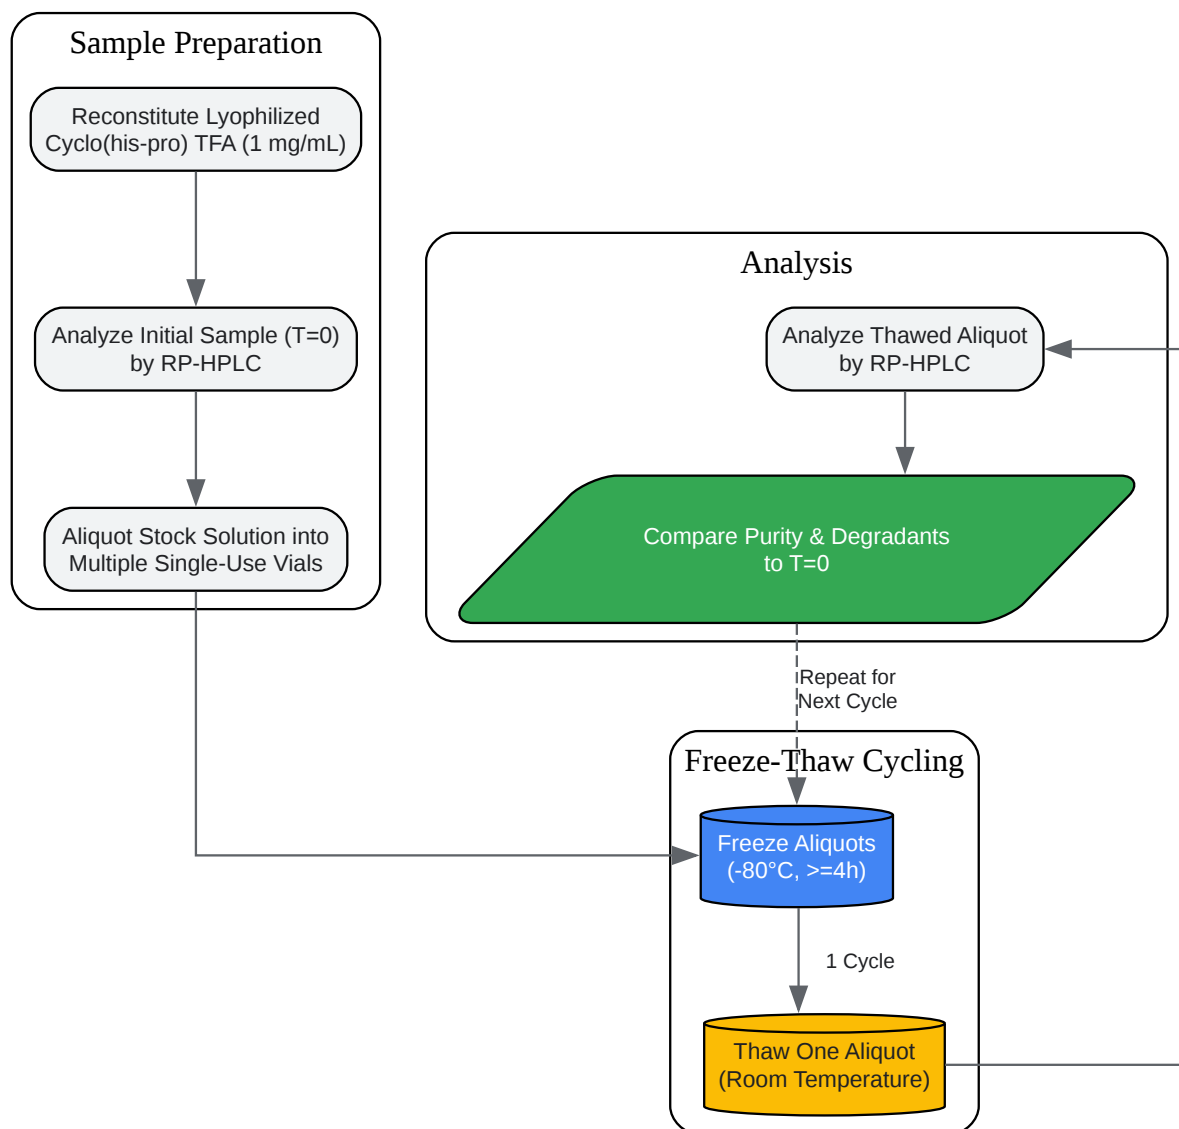 Sample Preparation
Reconstitute Lyophilized
Cyclo(his-pro) TFA (1 mg/mL)
Analyze Initial Sample (T=0)
by RP-HPLC
Aliquot Stock Solution into
Multiple Single-Use Vials
Analysis
Analyze Thawed Aliquot
by RP-HPLC
Compare Purity & Degradants
to T=0
Repeat for
Next Cycle
Freeze-Thaw Cycling
Freeze Aliquots
(-80°C, >=4h)
1 Cycle
Thaw One Aliquot
(Room Temperature)